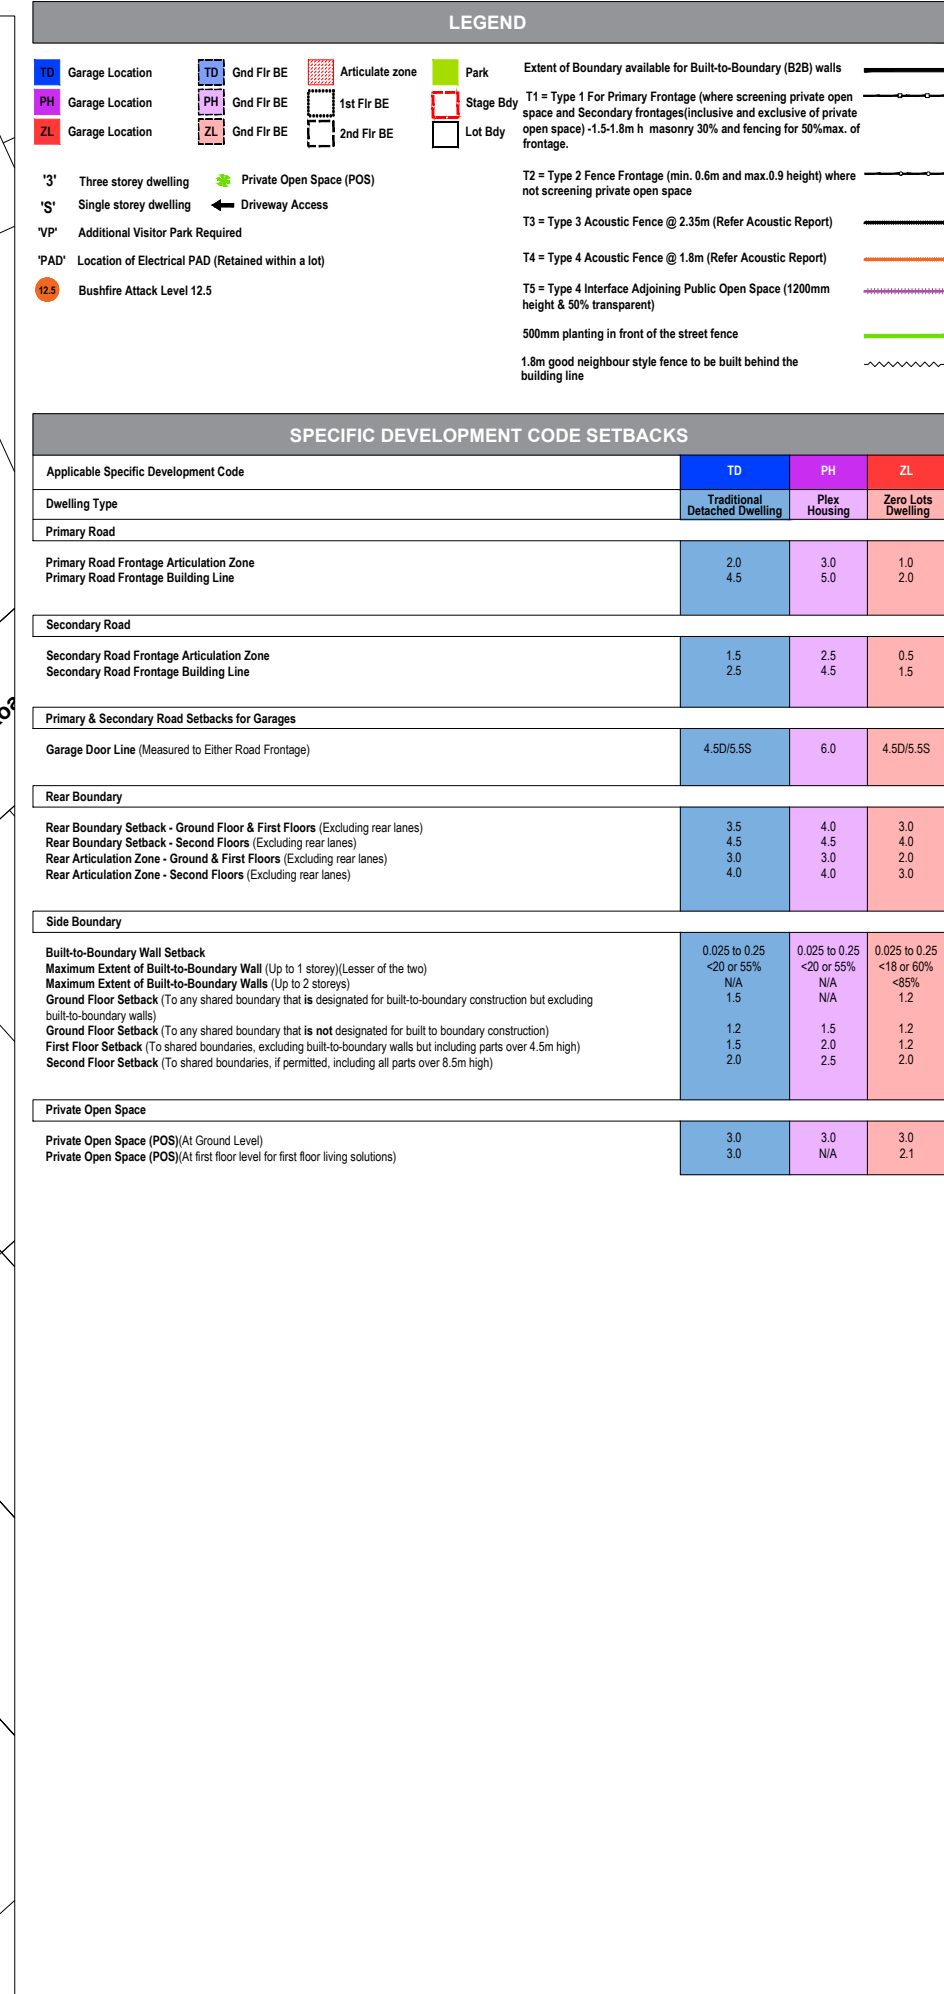 LEGEND
TD Garage Location TD Gnd Flr BE Articulate zone Park
PH Garage Location PH Gnd Flr BE 1st Flr BE Stage Bdy
ZL Garage Location ZL Gnd Flr BE 2nd Flr BE Lot Bdy
'3' Three storey dwelling Private Open Space (POS)
'S' Single storey dwelling Driveway Access
'VP' Additional Visitor Park Required
'PAD' Location of Electrical PAD (Retained within a lot)
12.5 Bushfire Attack Level 12.5
Extent of Boundary available for Built-to-Boundary (B2B) walls
T1 = Type 1 For Primary Frontage (where screening private open
space and Secondary frontages(inclusive and exclusive of private
open space) -1.5-1.8m h masonry 30% and fencing for 50%max. of
frontage.
T2 = Type 2 Fence Frontage (min. 0.6m and max.0.9 height) where
not screening private open space
T3 = Type 3 Acoustic Fence @ 2.35m (Refer Acoustic Report)
T4 = Type 4 Acoustic Fence @ 1.8m (Refer Acoustic Report)
T5 = Type 4 Interface Adjoining Public Open Space (1200mm
height & 50% transparent)
500mm planting in front of the street fence
1.8m good neighbour style fence to be built behind the
building line
SPECIFIC DEVELOPMENT CODE SETBACKS
Applicable Specific Development Code TD PH ZL
Dwelling Type Traditional Detached Dwelling Plex Housing Zero Lots Dwelling
Primary Road
Primary Road Frontage Articulation Zone 2.0 3.0 1.0
Primary Road Frontage Building Line 4.5 5.0 2.0
Secondary Road
Secondary Road Frontage Articulation Zone 1.5 2.5 0.5
Secondary Road Frontage Building Line 2.5 4.5 1.5
Primary & Secondary Road Setbacks for Garages
Garage Door Line (Measured to Either Road Frontage) 4.5D/5.5S 6.0 4.5D/5.5S
Rear Boundary
Rear Boundary Setback - Ground Floor & First Floors (Excluding rear lanes) 3.5 4.0 3.0
Rear Boundary Setback - Second Floors (Excluding rear lanes) 4.5 4.5 4.0
Rear Articulation Zone - Ground & First Floors (Excluding rear lanes) 3.0 3.0 2.0
Rear Articulation Zone - Second Floors (Excluding rear lanes) 4.0 4.0 3.0
Side Boundary
Built-to-Boundary Wall Setback 0.025 to 0.25 0.025 to 0.25 0.025 to 0.25
Maximum Extent of Built-to-Boundary Wall (Up to 1 storey)(Lesser of the two) <20 or 55% <20 or 55% <18 or 60%
Maximum Extent of Built-to-Boundary Walls (Up to 2 storeys) N/A N/A <85%
Ground Floor Setback (To any shared boundary that is designated for built-to-boundary construction but excluding 1.5 N/A 1.2
built-to-boundary walls)
Ground Floor Setback (To any shared boundary that is not designated for built to boundary construction) 1.2 1.5 1.2
First Floor Setback (To shared boundaries, excluding built-to-boundary walls but including parts over 4.5m high) 1.5 2.0 1.2
Second Floor Setback (To shared boundaries, if permitted, including all parts over 8.5m high) 2.0 2.5 2.0
Private Open Space
Private Open Space (POS)(At Ground Level) 3.0 3.0 3.0
Private Open Space (POS)(At first floor level for first floor living solutions) 3.0 N/A 2.1